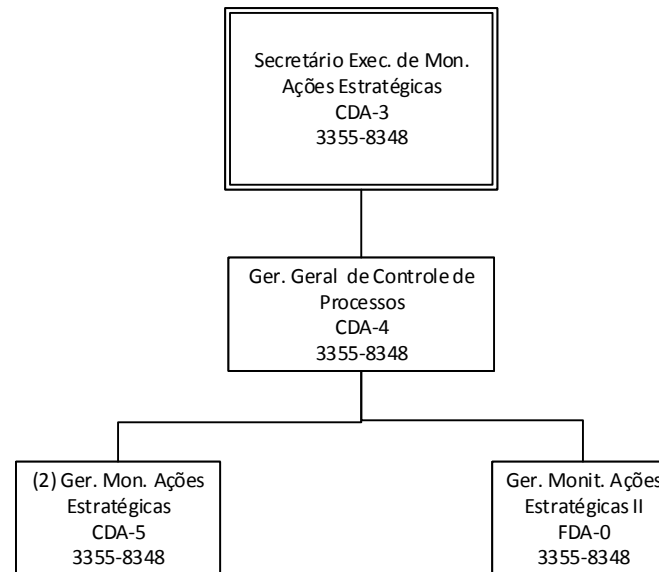 Secretário Exec. de Mon.
Ações Estratégicas
CDA-3
3355-8348
Ger. Geral de Controle de
Processos
CDA-4
3355-8348
(2) Ger. Mon. Ações
Estratégicas
CDA-5
3355-8348
Ger. Monit. Ações
Estratégicas II
FDA-0
3355-8348